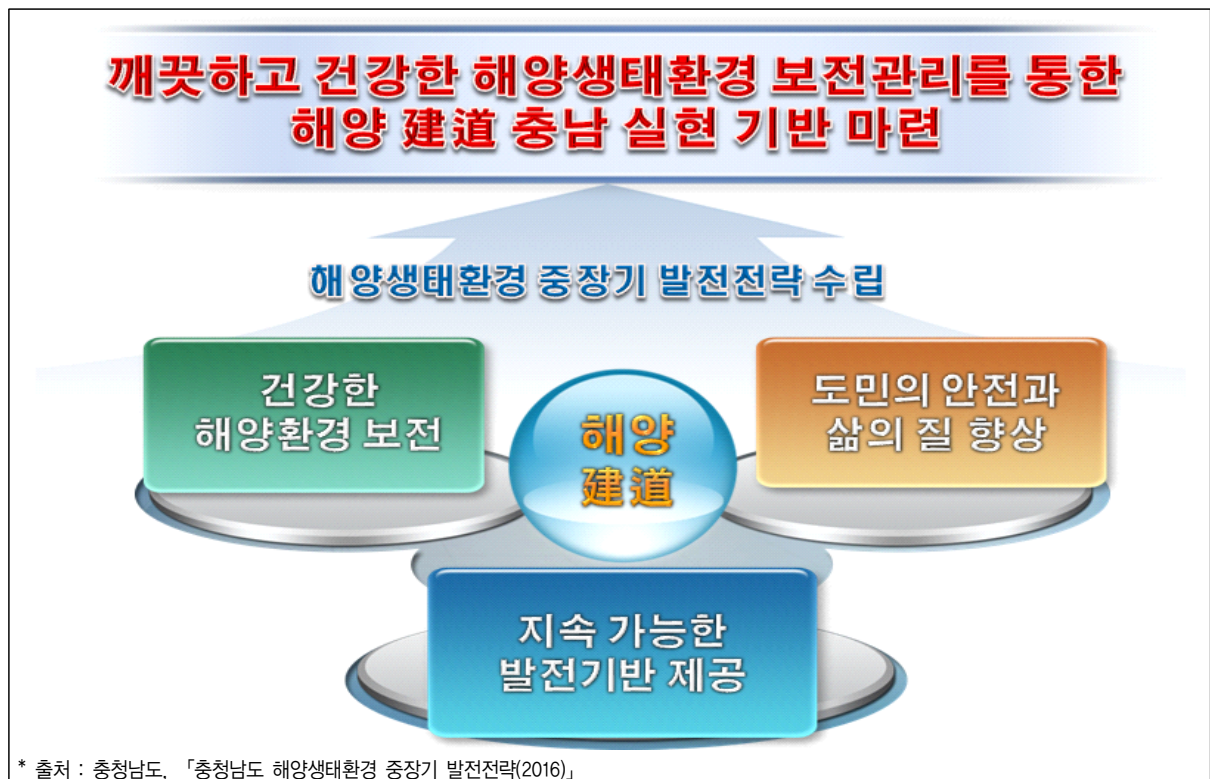 깨끗하고 건강한 해양생태환경 보전관리를 통한
해양 建道 충남 실현 기반 마련
해양생태환경 중장기 발전전략 수립
건강한
해양환경 보전
해양
建道
도민의 안전과
삶의 질 향상
지속 가능한
발전기반 제공
* 출처 : 충청남도, 「충청남도 해양생태환경 중장기 발전전략(2016)」